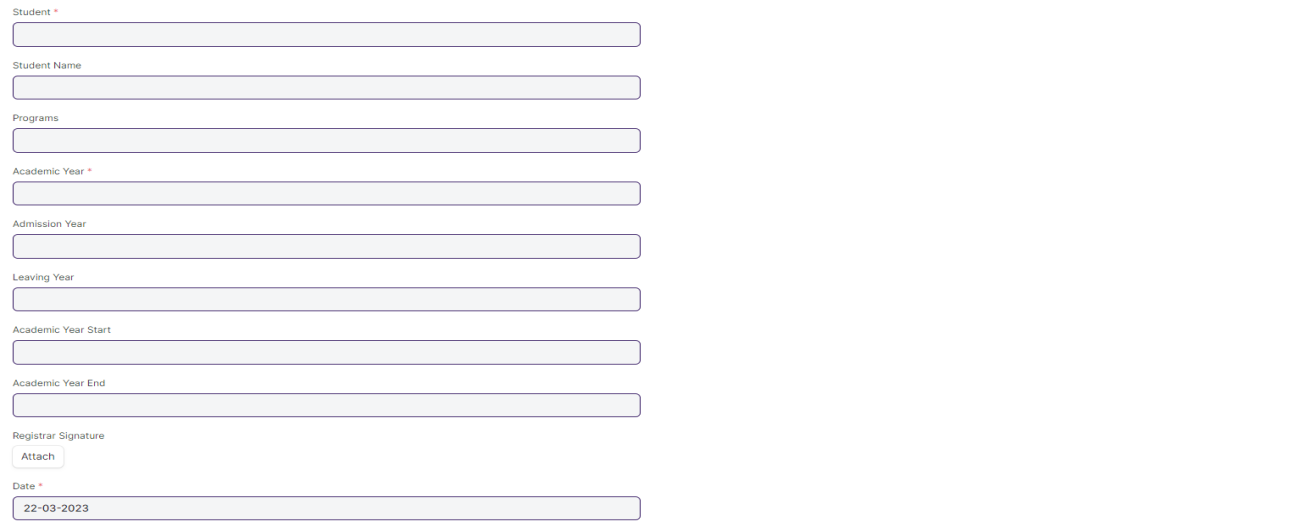 Student *
Student Name
Programs
Academic Year *
Admission Year
Leaving Year
Academic Year Start
Academic Year End
Registrar Signature
Attach
Date *
22-03-2023